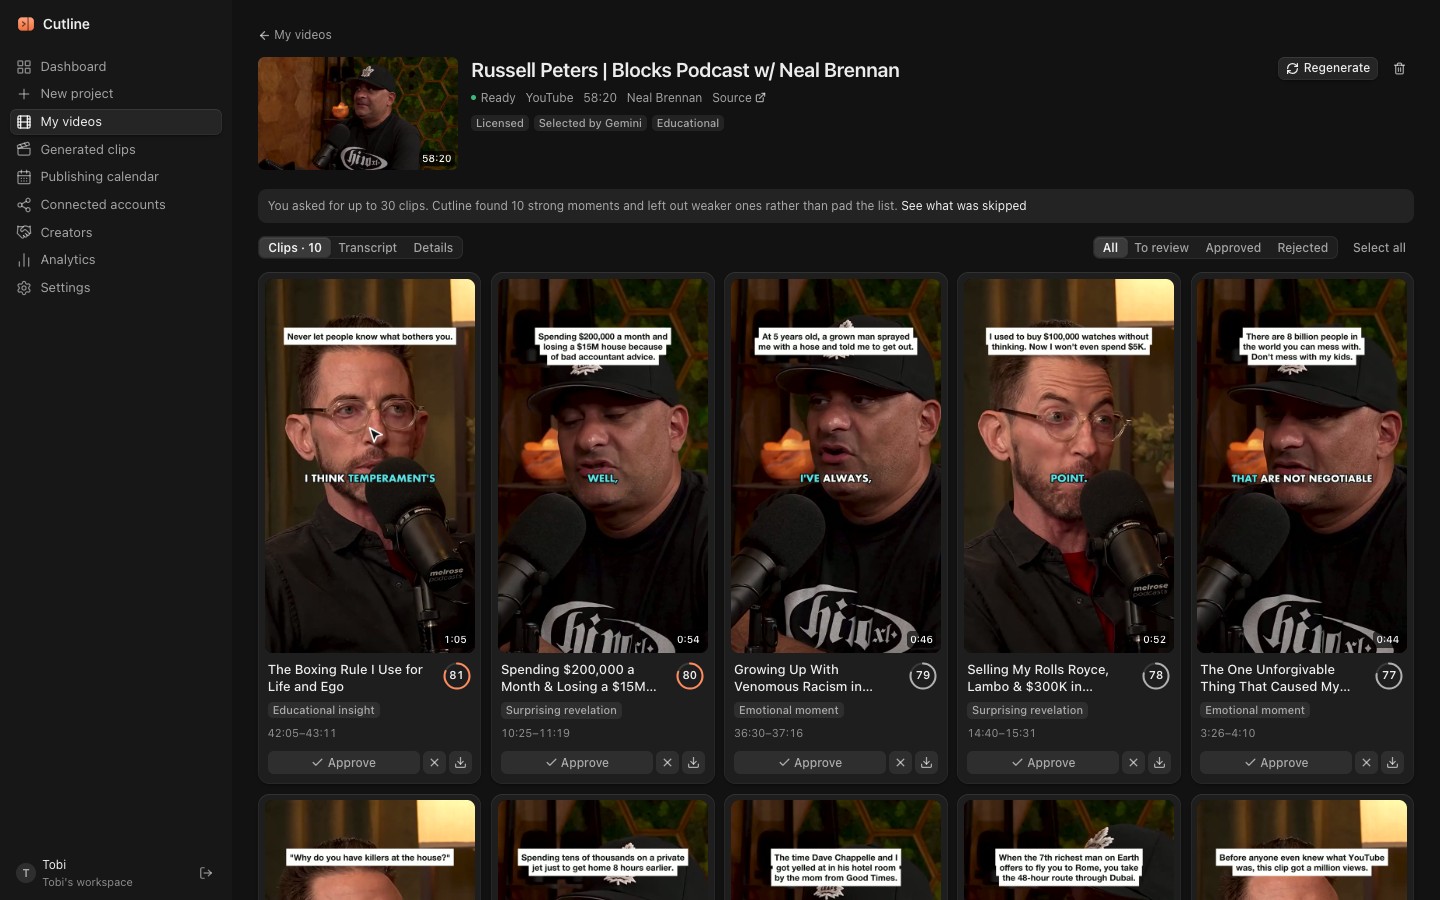 Cutline
Dashboard
New project
My videos
Generated clips
Publishing calendar
Connected accounts
Creators
Analytics
Settings
T
Tobi
Tobi's workspace
My videos
58:20
Russell Peters | Blocks Podcast w/ Neal Brennan
Ready YouTube 58:20 Neal Brennan Source
Licensed Selected by Gemini Educational
Regenerate
You asked for up to 30 clips. Cutline found 10 strong moments and left out weaker ones rather than pad the list. See what was skipped
Clips · 10 Transcript Details
All To review Approved Rejected Select all
Never let people know what bothers you.
I THINK TEMPERAMENT'S
melrose
podcasts
1:05
The Boxing Rule I Use for
Life and Ego
81
Educational insight
42:05–43:11
Approve
Spending $200,000 a month and
losing a $15M house because
of bad accountant advice.
WELL,
0:54
Spending $200,000 a
Month & Losing a $15M...
80
Surprising revelation
10:25–11:19
Approve
At 5 years old, a grown man sprayed
me with a hose and told me to get out.
I'VE ALWAYS,
0:46
Growing Up With
Venomous Racism in...
79
Emotional moment
36:30–37:16
Approve
I used to buy $100,000 watches without
thinking. Now I won't even spend $5K.
POINT.
melrose
podcasts
0:52
Selling My Rolls Royce,
Lambo & $300K in...
78
Surprising revelation
14:40–15:31
Approve
There are 8 billion people in
the world you can mess with.
Don't mess with my kids.
THAT ARE NOT NEGOTIABLE
0:44
The One Unforgivable
Thing That Caused My...
77
Emotional moment
3:26–4:10
Approve
"Why do you have killers at the house?"
Spending tens of thousands on a private
jet just to get home 8 hours earlier.
The time Dave Chappelle and I
got yelled at in his hotel room
by the mom from Good Times.
When the 7th richest man on Earth
offers to fly you to Rome, you take
the 48-hour route through Dubai.
Before anyone even knew what YouTube
was, this clip got a million views.